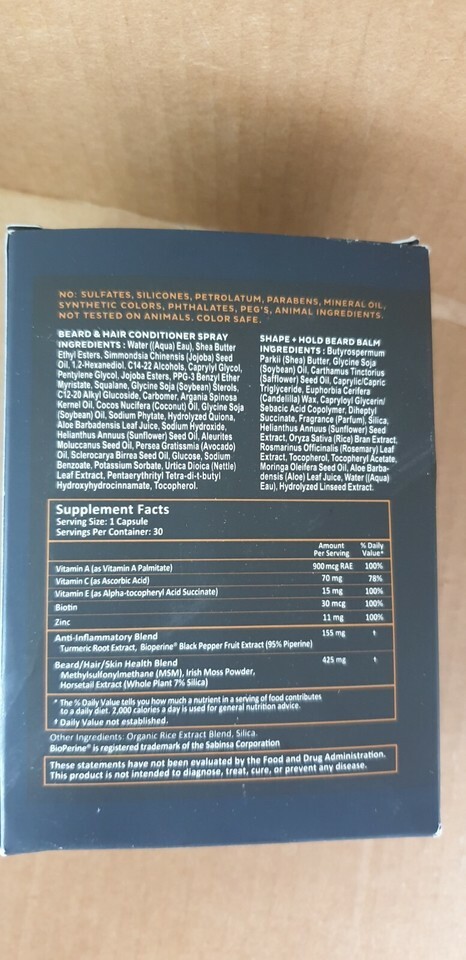 NO: SULFATES, SILICONES, PETROLATUM, PARABENS, MINERAL OIL,
SYNTHETIC COLORS, PHTHALATES, PEG'S, ANIMAL INGREDIENTS.
NOT TESTED ON ANIMALS. COLOR SAFE.
BEARD & HAIR CONDITIONER SPRAY
INGREDIENTS : Water ((Aqua) Eau), Shea Butter
Ethyl Esters, Simmondsia Chinensis (Jojoba) Seed
Oil, 1,2-Hexanediol, C14-22 Alcohols, Caprylyl Glycol,
Pentylene Glycol, Jojoba Esters, PPG-3 Benzyl Ether
Myristate, Squalane, Glycine Soja (Soybean) Sterols,
C12-20 Alkyl Glucoside, Carbomer, Argania Spinosa
Kernel Oil, Cocos Nucifera (Coconut) Oil, Glycine Soja
(Soybean) Oil, Sodium Phytate, Hydrolyzed Quinoa,
Aloe Barbadensis Leaf Juice, Sodium Hydroxide,
Helianthus Annuus (Sunflower) Seed Oil, Aleurites
Moluccanus Seed Oil, Persea Gratissima (Avocado)
Oil, Sclerocarya Birrea Seed Oil, Glucose, Sodium
Benzoate, Potassium Sorbate, Urtica Dioica (Nettle)
Leaf Extract, Pentaerythrityl Tetra-di-t-butyl
Hydroxyhydrocinnamate, Tocopherol.
SHAPE + HOLD BEARD BALM
INGREDIENTS : Butyrospermum
Parkii (Shea) Butter, Glycine Soja
(Soybean) Oil, Carthamus Tinctorius
(Safflower) Seed Oil, Caprylic/Capric
Triglyceride, Euphorbia Cerifera
(Candelilla) Wax, Capryloyl Glycerin/
Sebacic Acid Copolymer, Diheptyl
Succinate, Fragrance (Parfum), Silica,
Helianthus Annuus (Sunflower) Seed
Extract, Oryza Sativa (Rice) Bran Extract,
Rosmarinus Officinalis (Rosemary) Leaf
Extract, Tocopherol, Tocopheryl Acetate,
Moringa Oleifera Seed Oil, Aloe Barba-
densis (Aloe) Leaf Juice, Water ((Aqua)
Eau), Hydrolyzed Linseed Extract.
Supplement Facts
Serving Size: 1 Capsule
Servings Per Container: 30
Amount % Daily
Per Serving Value*
Vitamin A (as Vitamin A Palmitate) 900 mcg RAE 100%
Vitamin C (as Ascorbic Acid) 70 mg 78%
Vitamin E (as Alpha-tocopheryl Acid Succinate) 15 mg 100%
Biotin 30 mcg 100%
Zinc 11 mg 100%
Anti-Inflammatory Blend 155 mg †
Turmeric Root Extract, Bioperine® Black Pepper Fruit Extract (95% Piperine)
Beard/Hair/Skin Health Blend 425 mg †
Methylsulfonylmethane (MSM), Irish Moss Powder,
Horsetail Extract (Whole Plant 7% Silica)
* The % Daily Value tells you how much a nutrient in a serving of food contributes
to a daily diet. 2,000 calories a day is used for general nutrition advice.
† Daily Value not established.
Other Ingredients: Organic Rice Extract Blend, Silica.
BioPerine® is registered trademark of the Sabinsa Corporation
These statements have not been evaluated by the Food and Drug Administration.
This product is not intended to diagnose, treat, cure, or prevent any disease.